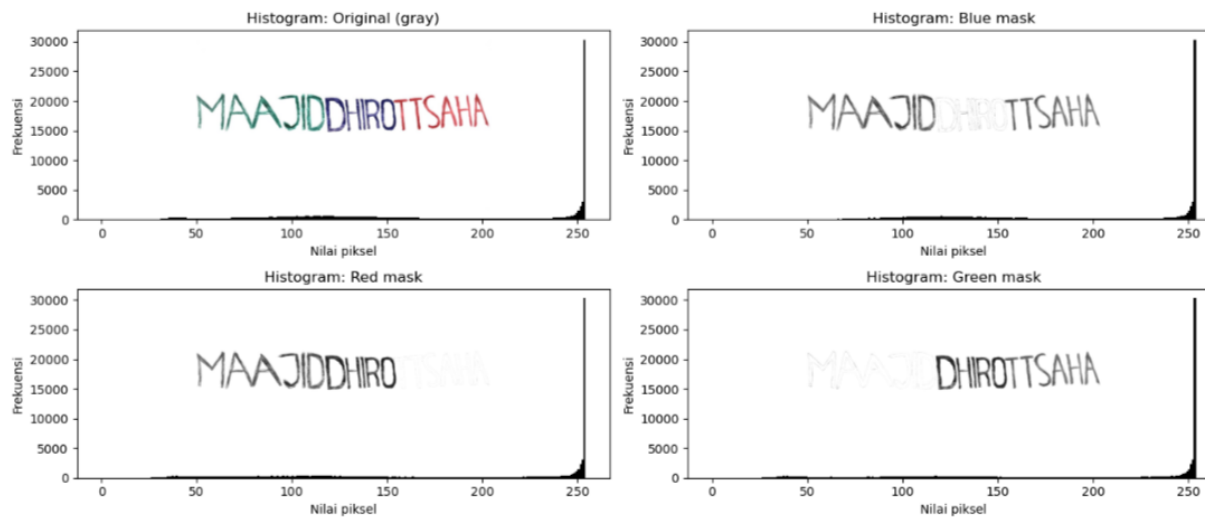 Histogram: Original (gray)
30000
25000
20000
15000
10000
5000
0
Frekuensi
MAAJIDDHIROTTSAHA
0 50 100 150 200 250
Nilai piksel
Histogram: Blue mask
30000
25000
20000
15000
10000
5000
0
Frekuensi
MAAJIDDHIROTTSAHA
0 50 100 150 200 250
Nilai piksel
Histogram: Red mask
30000
25000
20000
15000
10000
5000
0
Frekuensi
MAAJIDDHIROTTSAHA
0 50 100 150 200 250
Nilai piksel
Histogram: Green mask
30000
25000
20000
15000
10000
5000
0
Frekuensi
MAAJIDDHIROTTSAHA
0 50 100 150 200 250
Nilai piksel